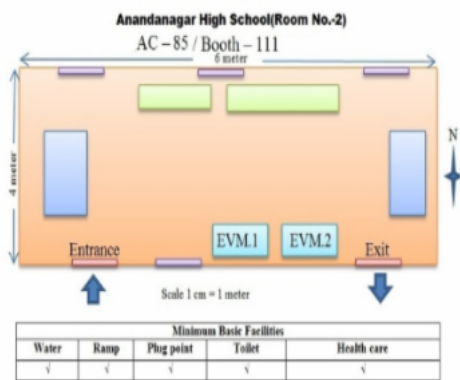 Anandanagar High School(Room No.-2)
AC – 85 / Booth – 111
6 meter
4 meter
N
EVM.1 EVM.2
Entrance Exit
Scale 1 cm = 1 meter
Minimum Basic Facilities
Water Ramp Plug point Toilet Health care
√ √ √ √ √